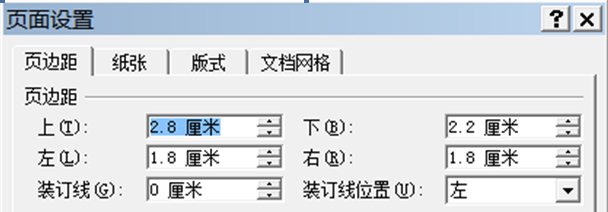 页面设置
页边距 纸张 版式 文档网格
页边距
上(T): 2.8 厘米 下(B): 2.2 厘米
左(L): 1.8 厘米 右(R): 1.8 厘米
装订线(G): 0 厘米 装订线位置(U): 左